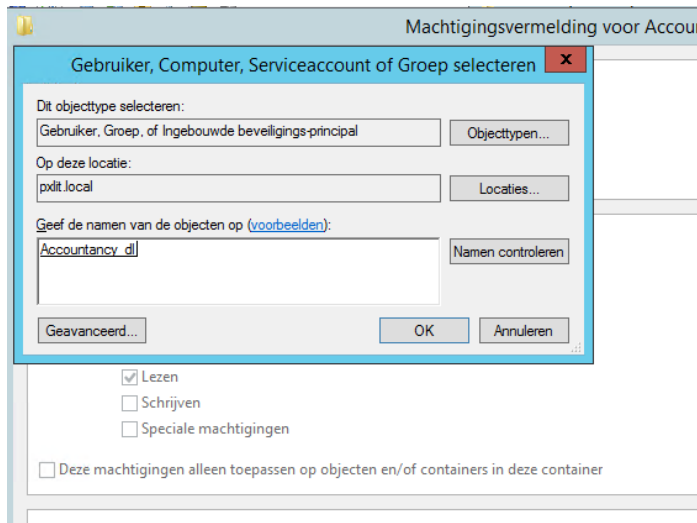 Machtigingsvermelding voor Accou
Gebruiker, Computer, Serviceaccount of Groep selecteren
x
Dit objecttype selecteren:
Gebruiker, Groep, of Ingebouwde beveiligings-principal
Objecttypen...
Op deze locatie:
pxlit.local
Locaties...
Geef de namen van de objecten op (voorbeelden):
Accountancy_dl
Namen controleren
Geavanceerd...
OK
Annuleren
Lezen
Schrijven
Speciale machtigingen
Deze machtigingen alleen toepassen op objecten en/of containers in deze container